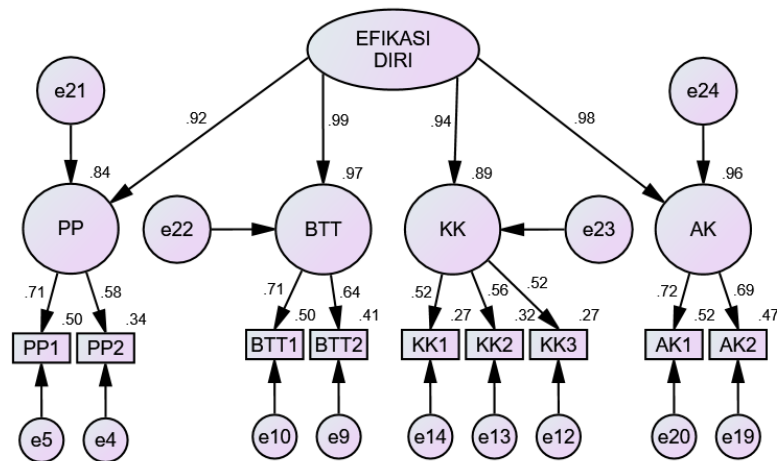 EFIKASI
DIRI
e21
e24
.92
.99
.94
.98
.84
.97
.89
.96
PP
e22
BTT
KK
e23
AK
.71
.58
.71
.64
.52
.56
.52
.72
.69
.50
.34
.50
.41
.27
.32
.27
.52
.47
PP1
PP2
BTT1
BTT2
KK1
KK2
KK3
AK1
AK2
e5
e4
e10
e9
e14
e13
e12
e20
e19